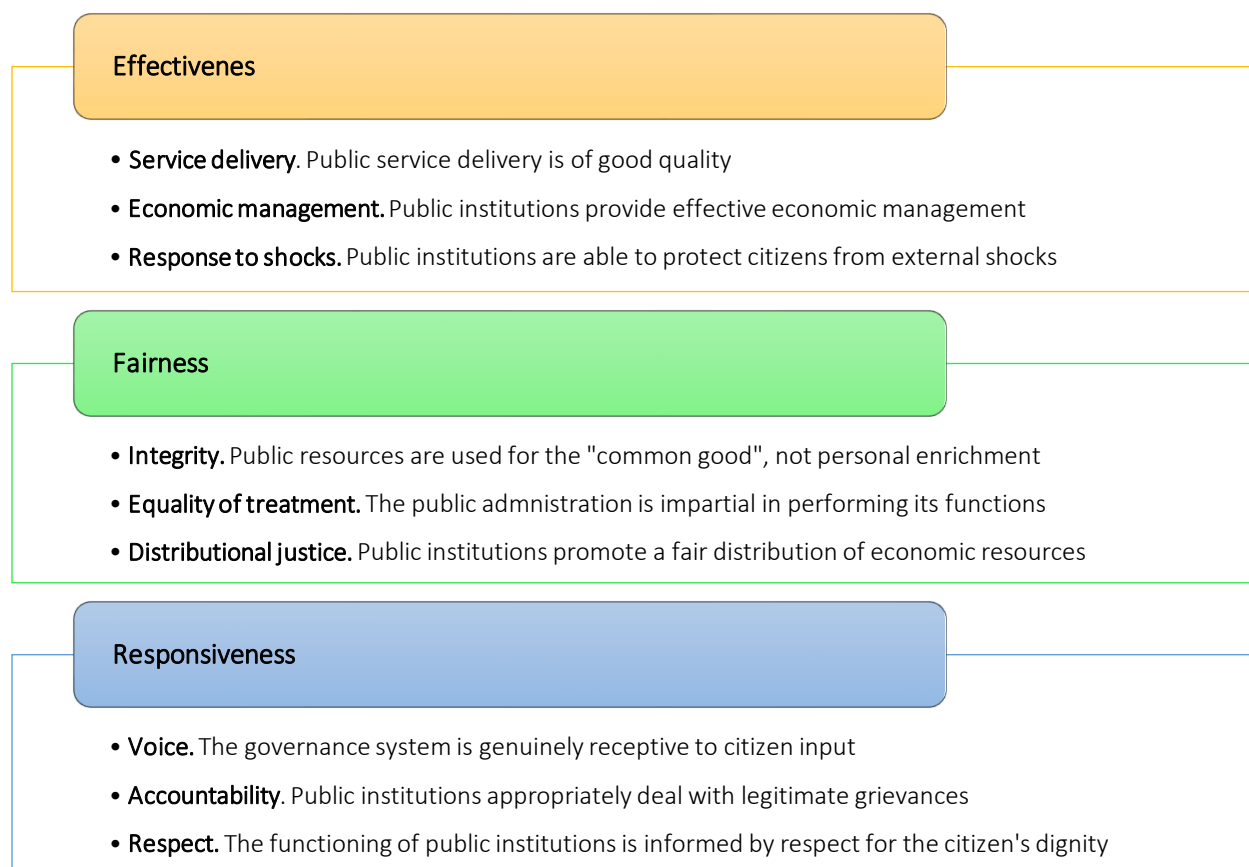 Effectivenes
• Service delivery. Public service delivery is of good quality
• Economic management. Public institutions provide effective economic management
• Response to shocks. Public institutions are able to protect citizens from external shocks
Fairness
• Integrity. Public resources are used for the "common good", not personal enrichment
• Equality of treatment. The public admnistration is impartial in performing its functions
• Distributional justice. Public institutions promote a fair distribution of economic resources
Responsiveness
• Voice. The governance system is genuinely receptive to citizen input
• Accountability. Public institutions appropriately deal with legitimate grievances
• Respect. The functioning of public institutions is informed by respect for the citizen's dignity